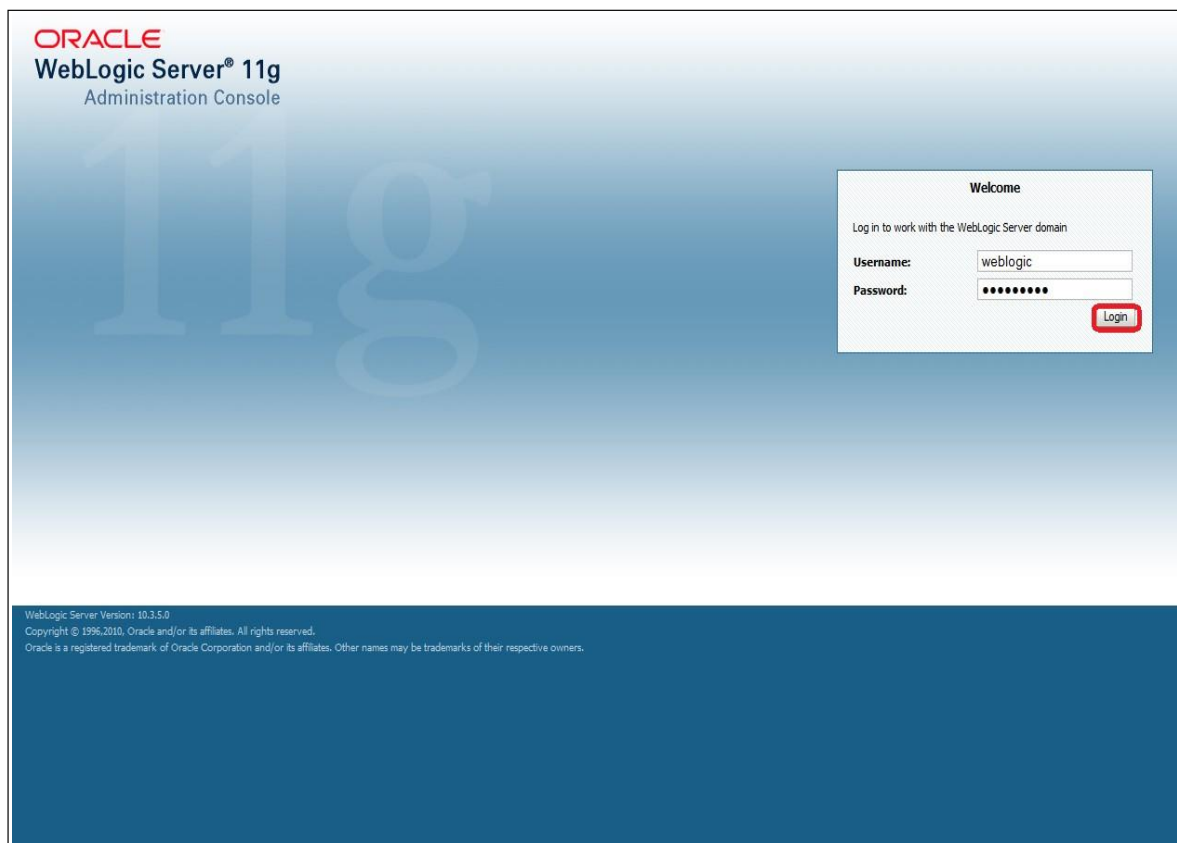 ORACLE
WebLogic Server® 11g
Administration Console
11g
Welcome
Log in to work with the WebLogic Server domain
Username: weblogic
Password: •••••••••
Login
WebLogic Server Version: 10.3.5.0
Copyright © 1996,2010, Oracle and/or its affiliates. All rights reserved.
Oracle is a registered trademark of Oracle Corporation and/or its affiliates. Other names may be trademarks of their respective owners.